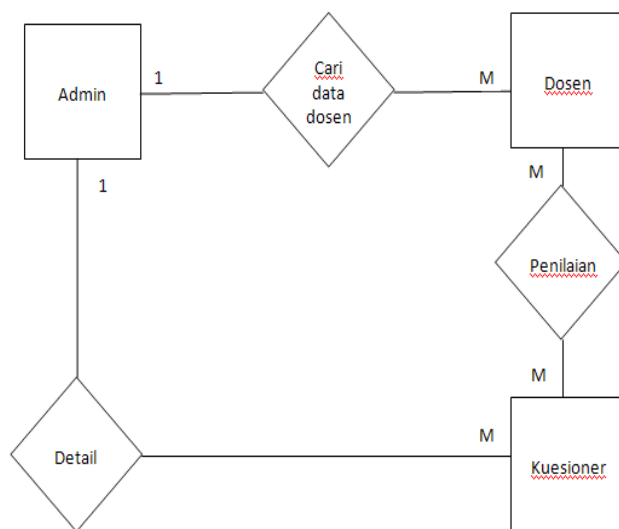 Admin
1
Cari
data
dosen
M
Dosen
1
M
Penilaian
M
Detail
M
Kuesioner